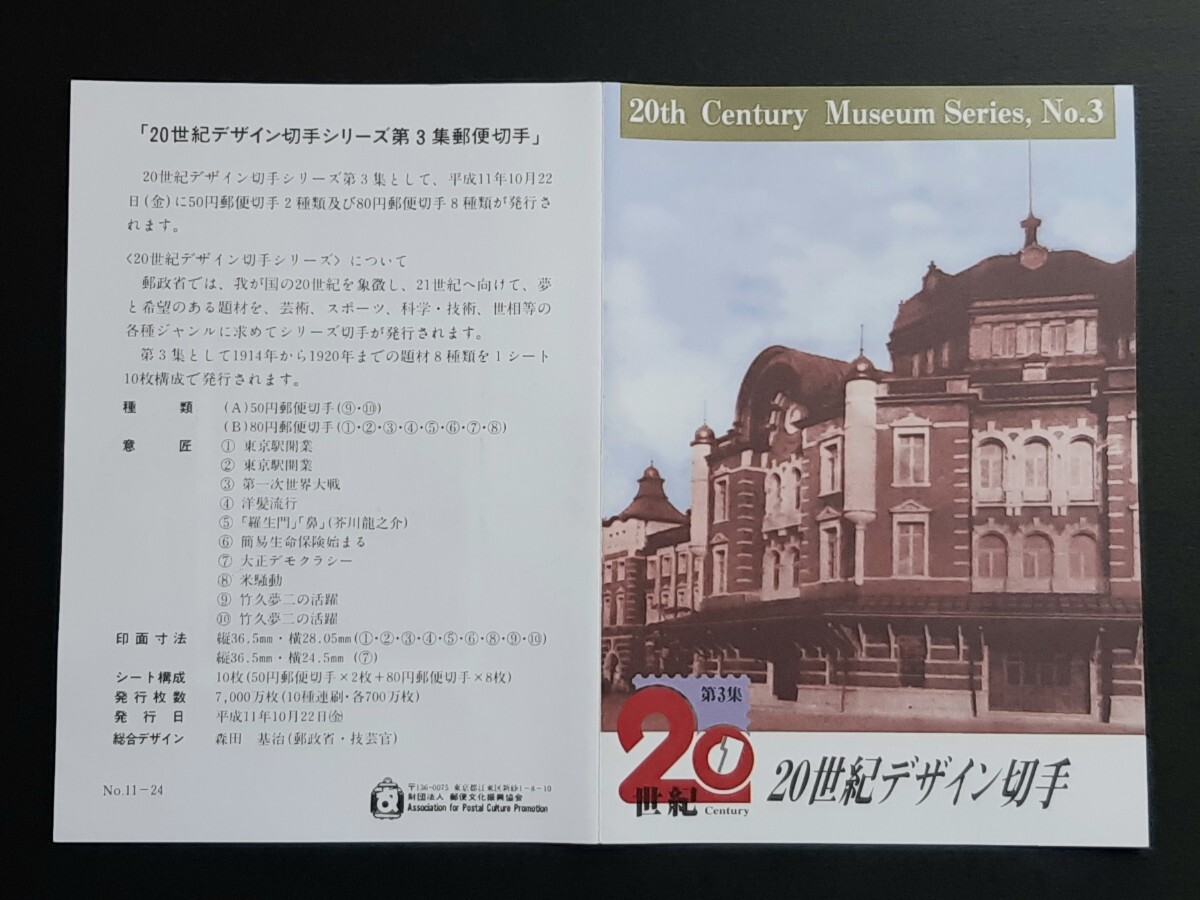 「20世紀デザイン切手シリーズ第3集郵便切手」
20世紀デザイン切手シリーズ第3集として、平成11年10月22
日(金)に50円郵便切手2種類及び80円郵便切手8種類が発行さ
れます。
〈20世紀デザイン切手シリーズ〉について
郵政省では、我が国の20世紀を象徴し、21世紀へ向けて、夢
と希望のある題材を、芸術、スポーツ、科学・技術、世相等の
各種ジャンルに求めてシリーズ切手が発行されます。
第3集として1914年から1920年までの題材8種類を1シート
10枚構成で発行されます。
種類 (A)50円郵便切手(⑨・⑩)
(B)80円郵便切手(①・②・③・④・⑤・⑥・⑦・⑧)
意匠 ① 東京駅開業
② 東京駅開業
③ 第一次世界大戦
④ 洋髪流行
⑤「羅生門」「鼻」(芥川龍之介)
⑥ 簡易生命保険始まる
⑦ 大正デモクラシー
⑧ 米騒動
⑨ 竹久夢二の活躍
⑩ 竹久夢二の活躍
印面寸法 縦36.5mm・横28.05mm(①・②・③・④・⑤・⑥・⑧・⑨・⑩)
縦36.5mm・横24.5mm (⑦)
シート構成 10枚(50円郵便切手×2枚+80円郵便切手×8枚)
発行枚数 7,000万枚(10種連刷・各700万枚)
発行日 平成11年10月22日㈮
総合デザイン 森田 基治(郵政省・技芸官)
No.11-24
〒136-0075 東京都江東区新砂1-8-10
財団法人 郵便文化振興協会
Association for Postal Culture Promotion
20th Century Museum Series, No.3
第3集
20
世紀 Century
20世紀デザイン切手